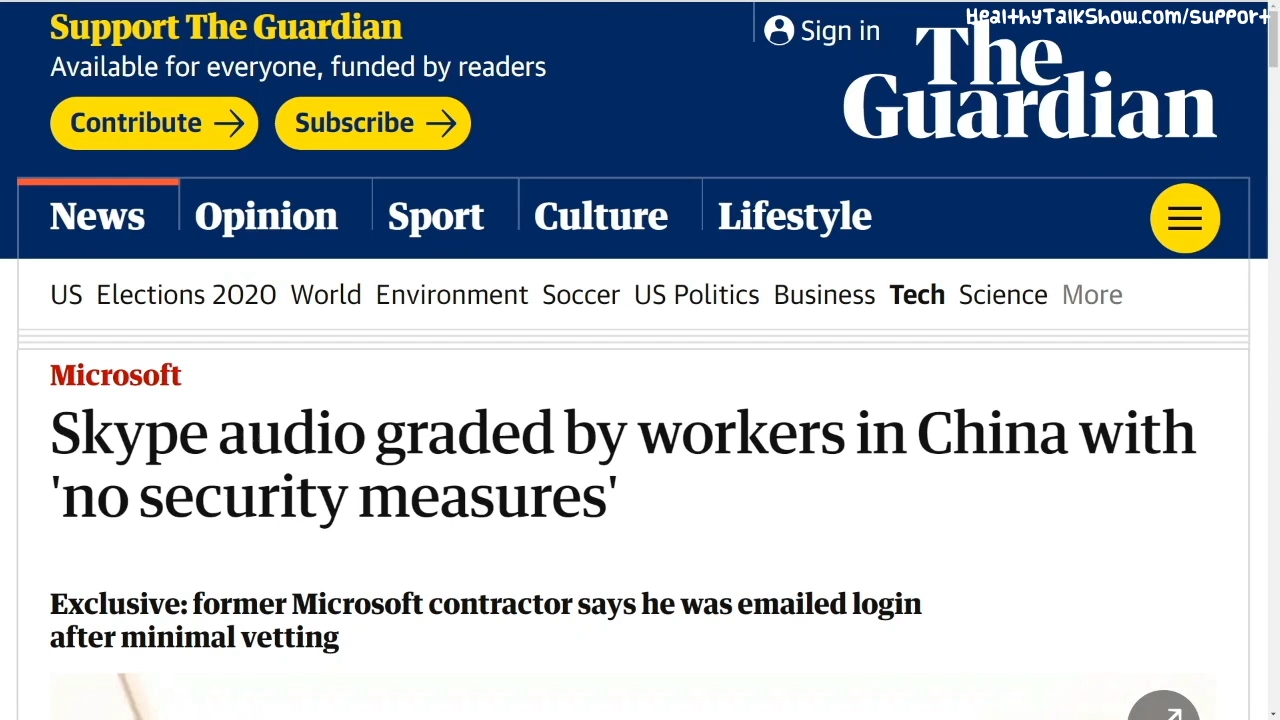 HealthyTalkShow.com/support
Support The Guardian
Available for everyone, funded by readers
Contribute
Subscribe
Sign in
The
Guardian
News
Opinion
Sport
Culture
Lifestyle
US Elections 2020 World Environment Soccer US Politics Business Tech Science More
Microsoft
Skype audio graded by workers in China with
'no security measures'
Exclusive: former Microsoft contractor says he was emailed login
after minimal vetting